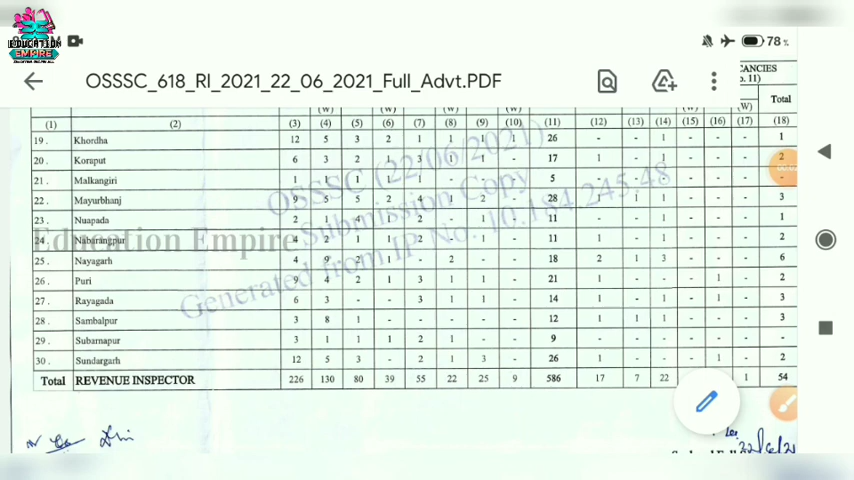 EDUCATION
EMPIRE
78 %
OSSSC_618_RI_2021_22_06_2021_Full_Advt.PDF
ANCIES
o. 11)
(W) (W) (W) (W) (W)
Total
(1) (2) (3) (4) (5) (6) (7) (8) (9) (10) (11) (12) (13) (14) (15) (16) (17) (18)
19. Khordha 12 5 3 2 1 1 1 1 26 - - 1 - - - 1
20. Koraput 6 3 2 1 3 1 1 - 17 1 - 1 - - - 2
21. Malkangiri 1 1 1 1 1 - - - 5 - - - - - - -
22. Mayurbhanj 9 5 5 2 4 1 2 - 28 1 1 1 - - - 3
23. Nuapada 2 1 4 2 - 1 - 11 - - 1 - - - 1
24. Nabarangpur 4 2 1 1 2 - 1 - 11 1 - 1 - - - 2
25. Nayagarh 4 9 2 1 - 2 - - 18 2 1 3 - - - 6
26. Puri 9 4 2 1 3 1 1 - 21 1 - - - 1 - 2
27. Rayagada 6 3 - - 3 1 1 - 14 1 - 1 - 1 - 3
28. Sambalpur 3 8 1 - - - - - 12 1 1 1 - - - 3
29. Subarnapur 3 1 1 1 2 1 - - 9 - - - - - - -
30. Sundargarh 12 5 3 - 2 1 3 - 26 1 - - - 1 - 2
Total REVENUE INSPECTOR 226 130 80 39 55 22 25 9 586 17 7 22 1 54
OSSSC (22/06/2021)
Submission Copy
Generated from IP No. 10.184.245.48
Education Empire
22/6/21